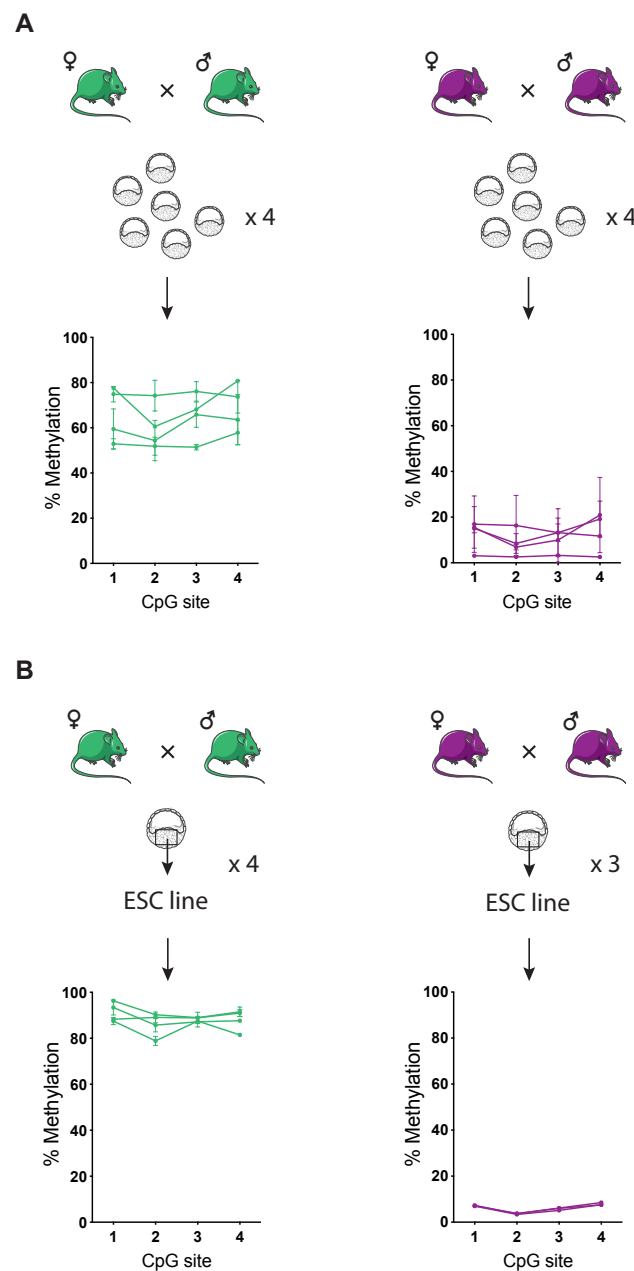 A
♀ × ♂ ♀ × ♂
x 4 x 4
100
80
60
40
20
0
% Methylation
1 2 3 4
CpG site
100
80
60
40
20
0
% Methylation
1 2 3 4
CpG site
B
♀ × ♂ ♀ × ♂
x 4 x 3
ESC line ESC line
100
80
60
40
20
0
% Methylation
1 2 3 4
CpG site
100
80
60
40
20
0
% Methylation
1 2 3 4
CpG site